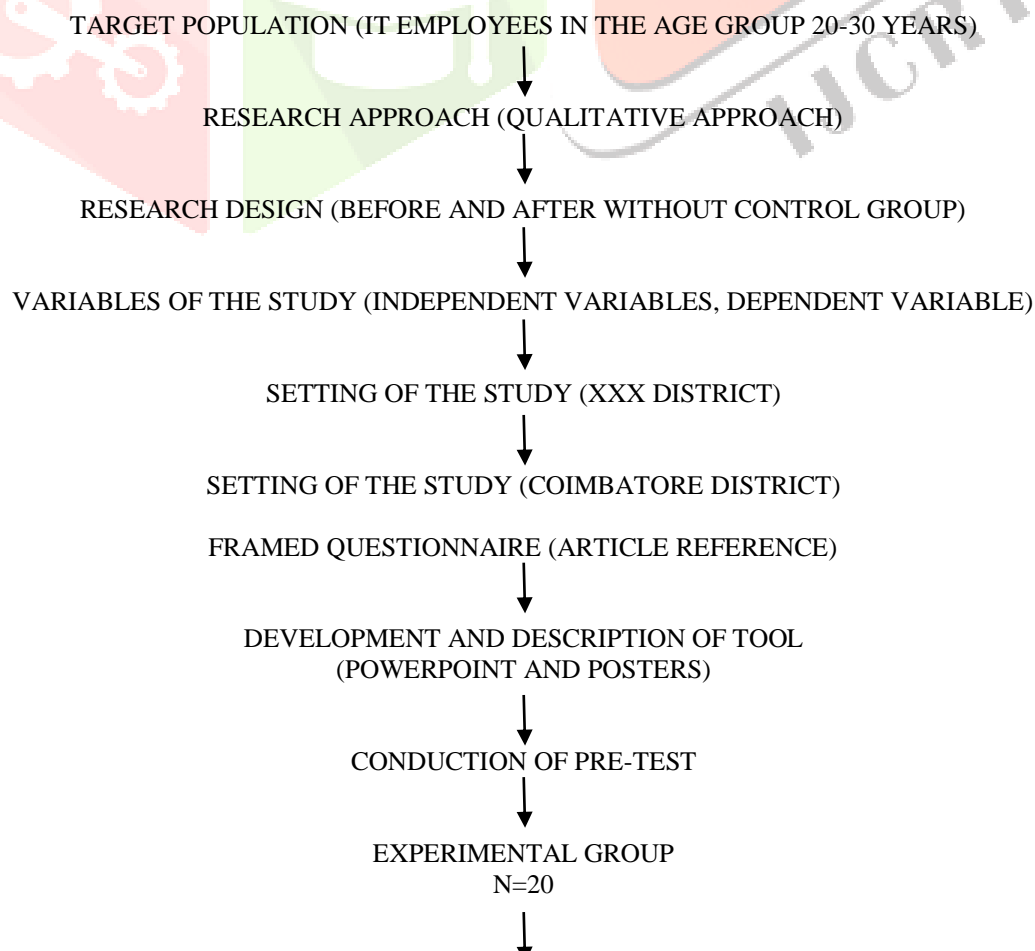 TARGET POPULATION (IT EMPLOYEES IN THE AGE GROUP 20-30 YEARS)
RESEARCH APPROACH (QUALITATIVE APPROACH)
RESEARCH DESIGN (BEFORE AND AFTER WITHOUT CONTROL GROUP)
VARIABLES OF THE STUDY (INDEPENDENT VARIABLES, DEPENDENT VARIABLE)
SETTING OF THE STUDY (XXX DISTRICT)
SETTING OF THE STUDY (COIMBATORE DISTRICT)
FRAMED QUESTIONNAIRE (ARTICLE REFERENCE)
DEVELOPMENT AND DESCRIPTION OF TOOL
(POWERPOINT AND POSTERS)
CONDUCTION OF PRE-TEST
EXPERIMENTAL GROUP
N=20
IJCRT